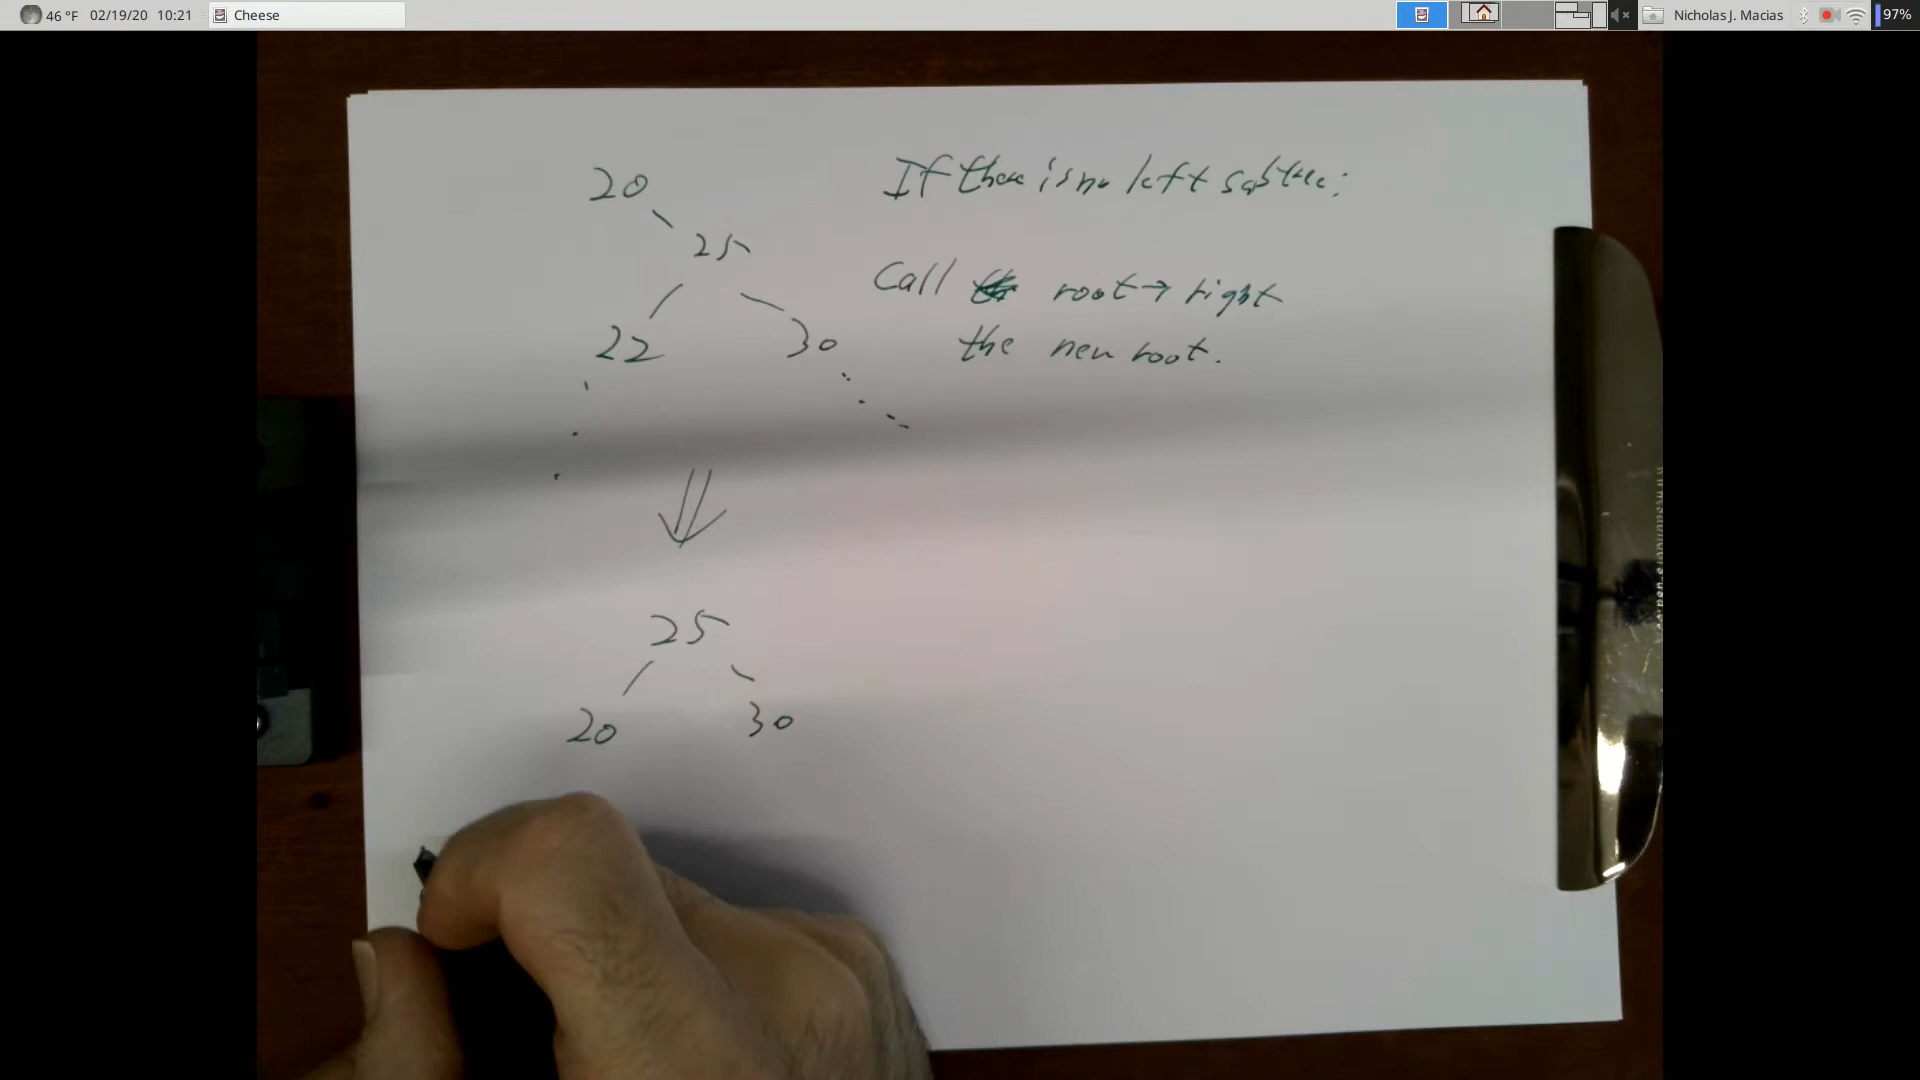 46 °F 02/19/20 10:21 Cheese Nicholas J. Macias 97%
20
25
22 30
If there is no left subtree:
Call root → right
the new root.
25
20 30